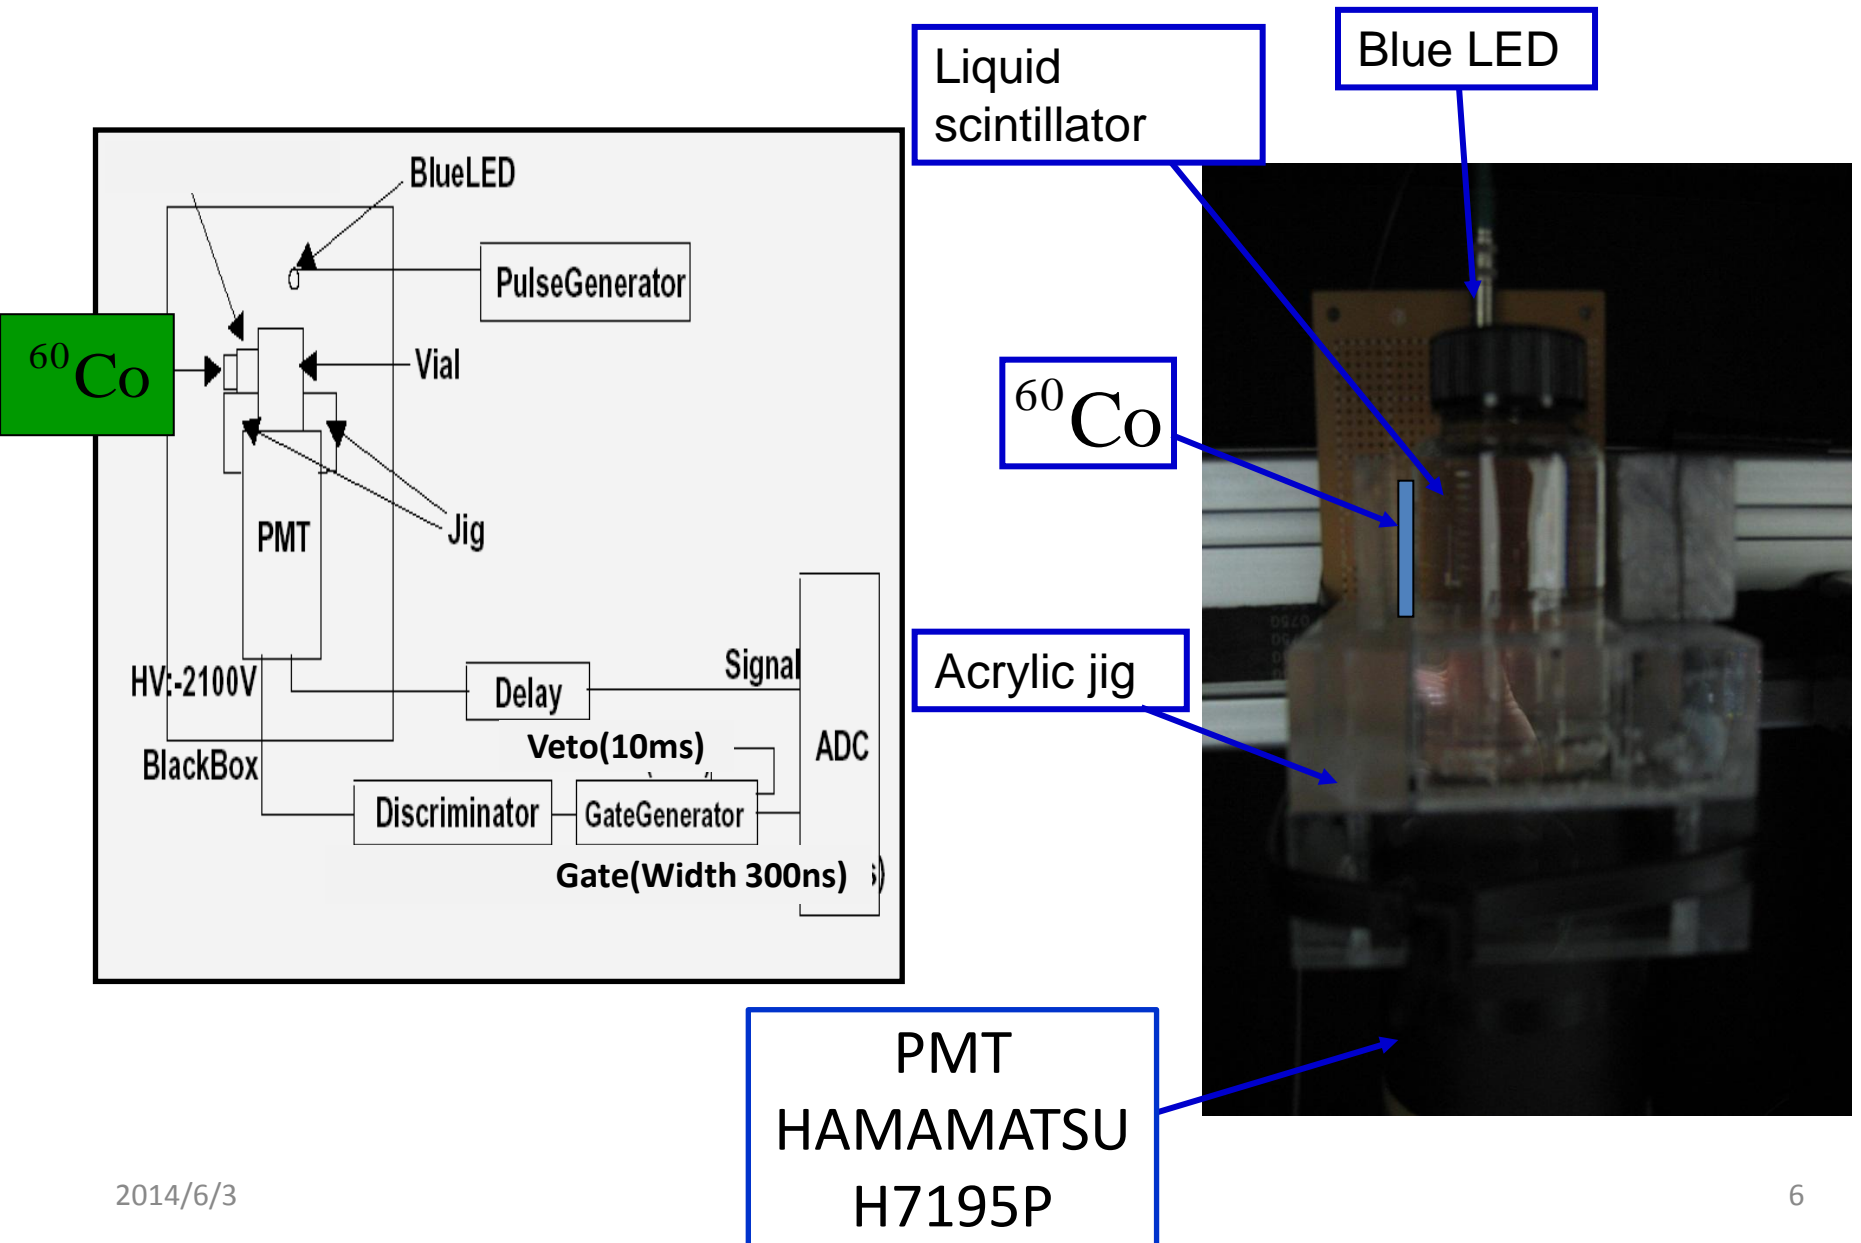 Liquid
scintillator
Blue LED
BlueLED
PulseGenerator
⁶⁰Co
Vial
⁶⁰Co
Jig
PMT
HV:-2100V
Delay
Signal
Acrylic jig
Veto(10ms)
ADC
BlackBox
Discriminator
GateGenerator
Gate(Width 300ns)
PMT
HAMAMATSU
H7195P
2014/6/3
6